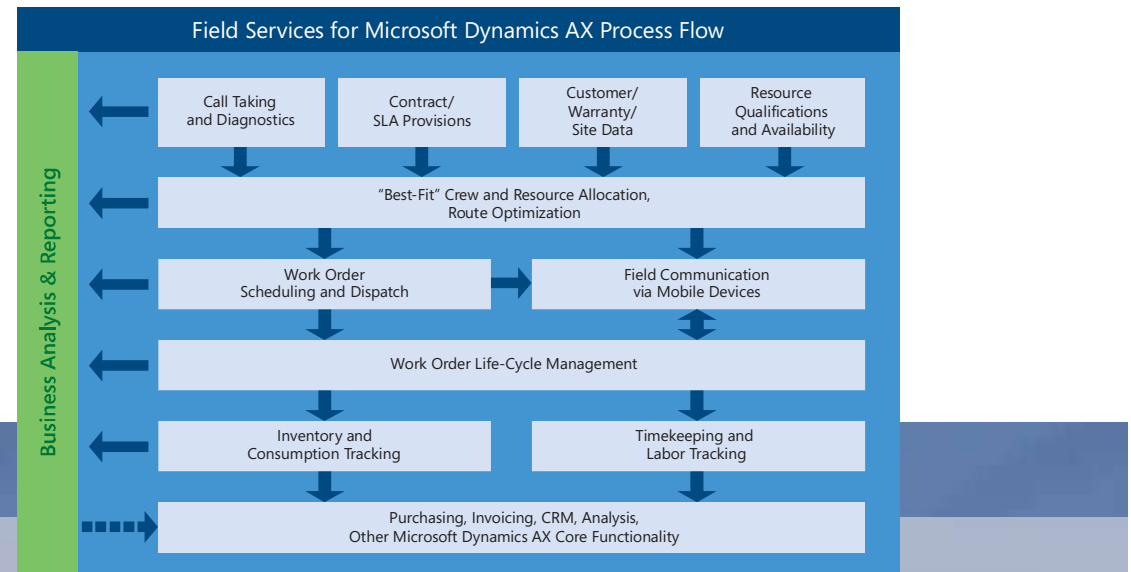 Field Services for Microsoft Dynamics AX Process Flow
Business Analysis & Reporting
Call Taking
and Diagnostics
Contract/
SLA Provisions
Customer/
Warranty/
Site Data
Resource
Qualifications
and Availability
“Best-Fit” Crew and Resource Allocation,
Route Optimization
Work Order
Scheduling and Dispatch
Field Communication
via Mobile Devices
Work Order Life-Cycle Management
Inventory and
Consumption Tracking
Timekeeping and
Labor Tracking
Purchasing, Invoicing, CRM, Analysis,
Other Microsoft Dynamics AX Core Functionality